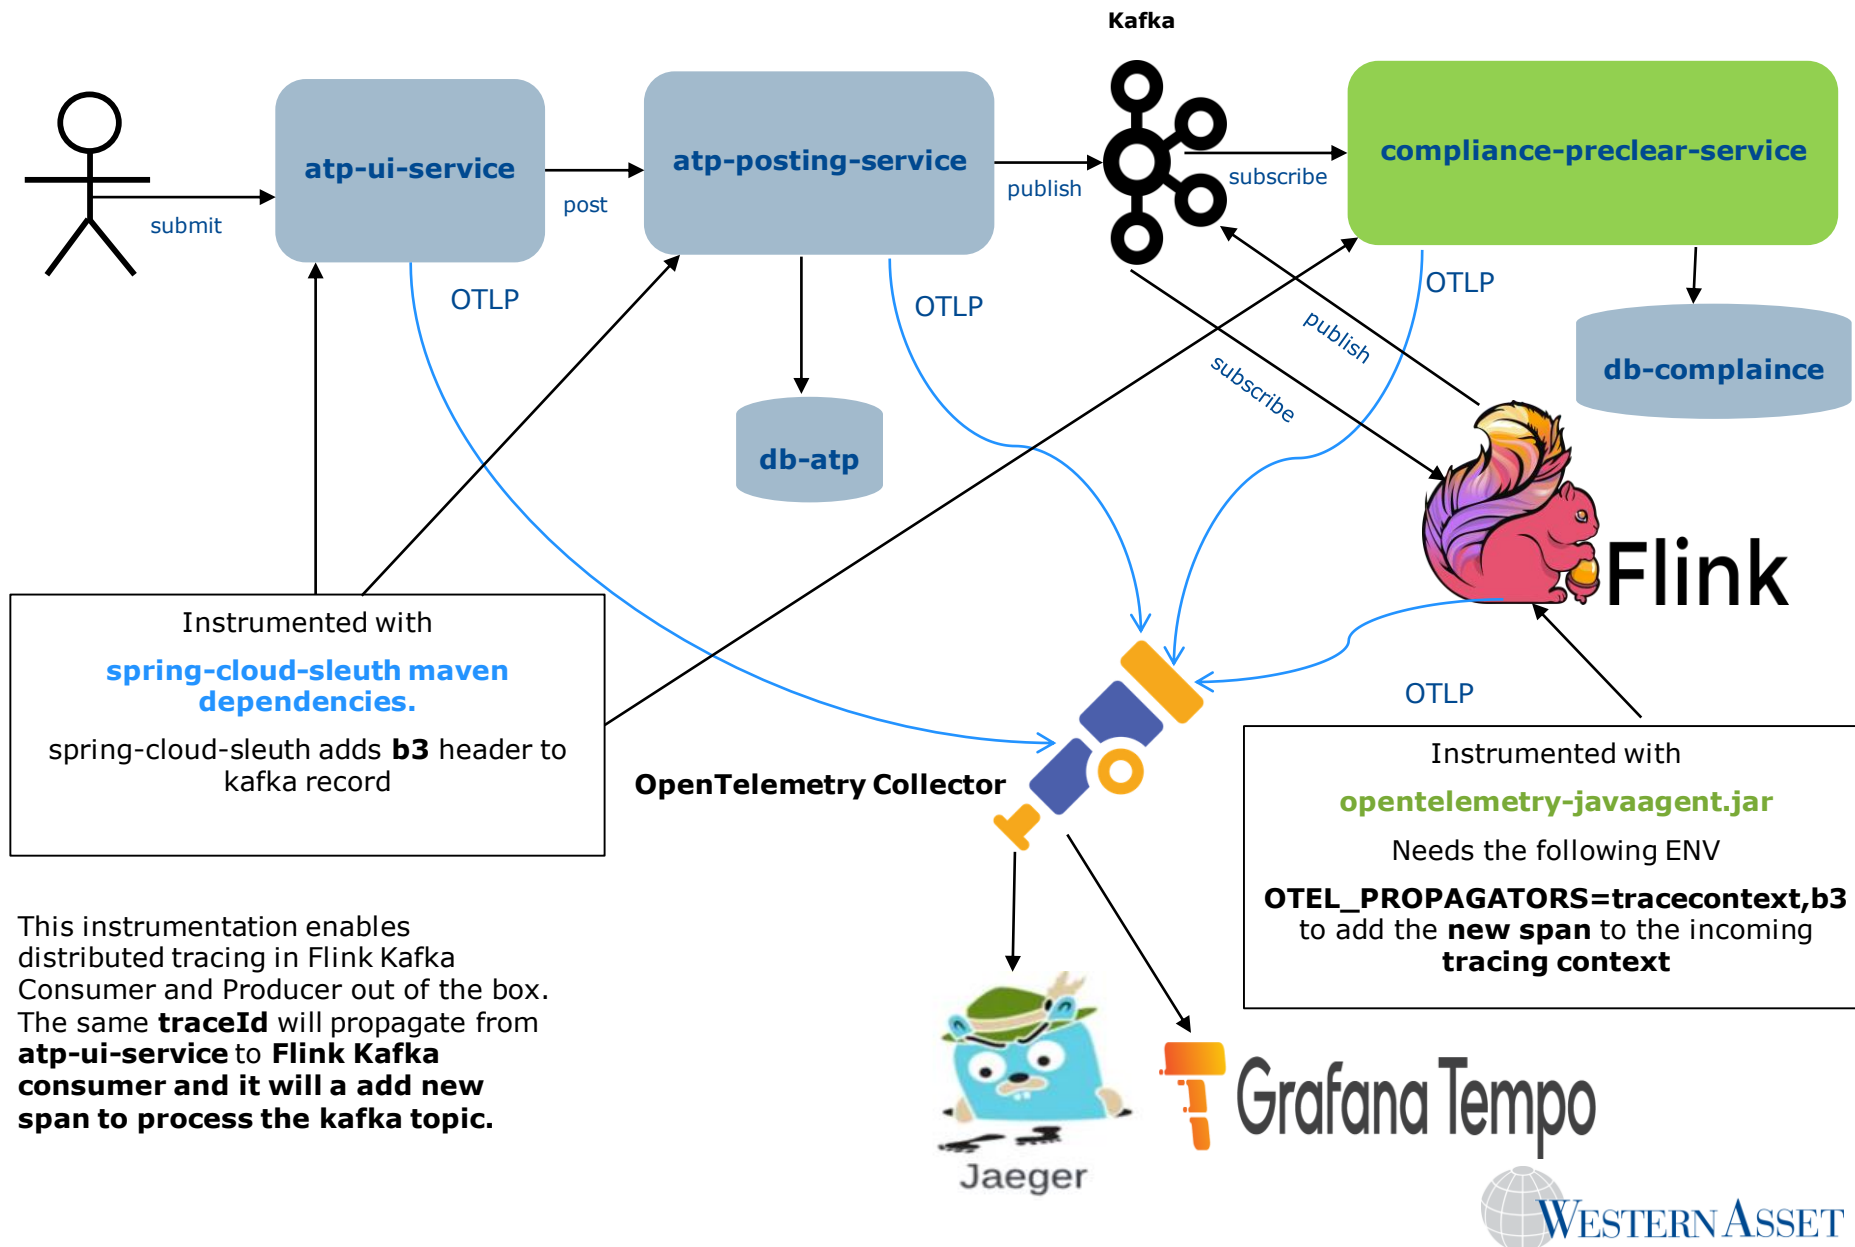 Kafka
atp-ui-service
atp-posting-service
compliance-preclear-service
submit
post
publish
subscribe
OTLP
OTLP
OTLP
publish
subscribe
db-atp
db-complaince
Flink
Instrumented with
spring-cloud-sleuth maven
dependencies.
spring-cloud-sleuth adds b3 header to
kafka record
OTLP
OpenTelemetry Collector
Instrumented with
opentelemetry-javaagent.jar
Needs the following ENV
OTEL_PROPAGATORS=tracecontext,b3
to add the new span to the incoming
tracing context
This instrumentation enables
distributed tracing in Flink Kafka
Consumer and Producer out of the box.
The same traceId will propagate from
atp-ui-service to Flink Kafka
consumer and it will a add new
span to process the kafka topic.
Jaeger
Grafana Tempo
WESTERN ASSET